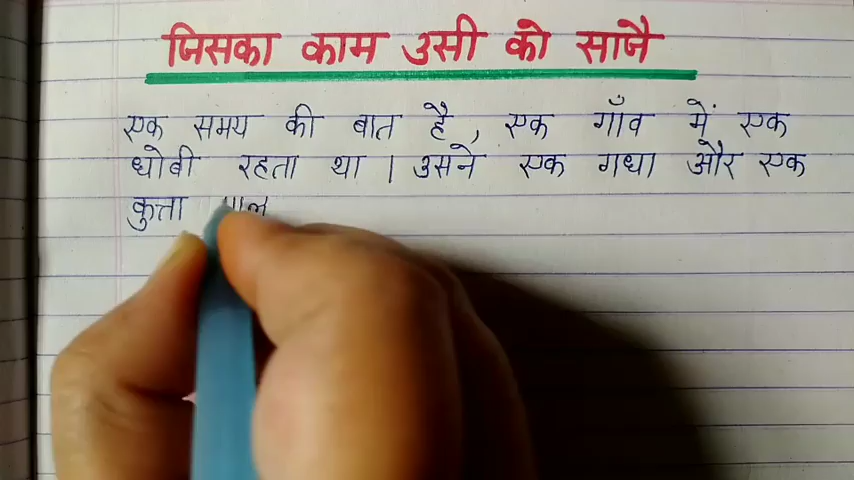 जिसका काम उसी को साजै
एक समय की बात है, एक गाँव में एक
धोबी रहता था । उसने एक गधा और एक
कुत्ता पाल